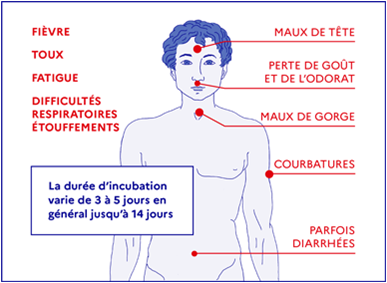 FIÈVRE
TOUX
FATIGUE
DIFFICULTÉS
RESPIRATOIRES
ÉTOUFFEMENTS
MAUX DE TÊTE
PERTE DE GOÛT
ET DE L'ODORAT
MAUX DE GORGE
COURBATURES
PARFOIS
DIARRHÉES
La durée d'incubation
varie de 3 à 5 jours en
général jusqu'à 14 jours